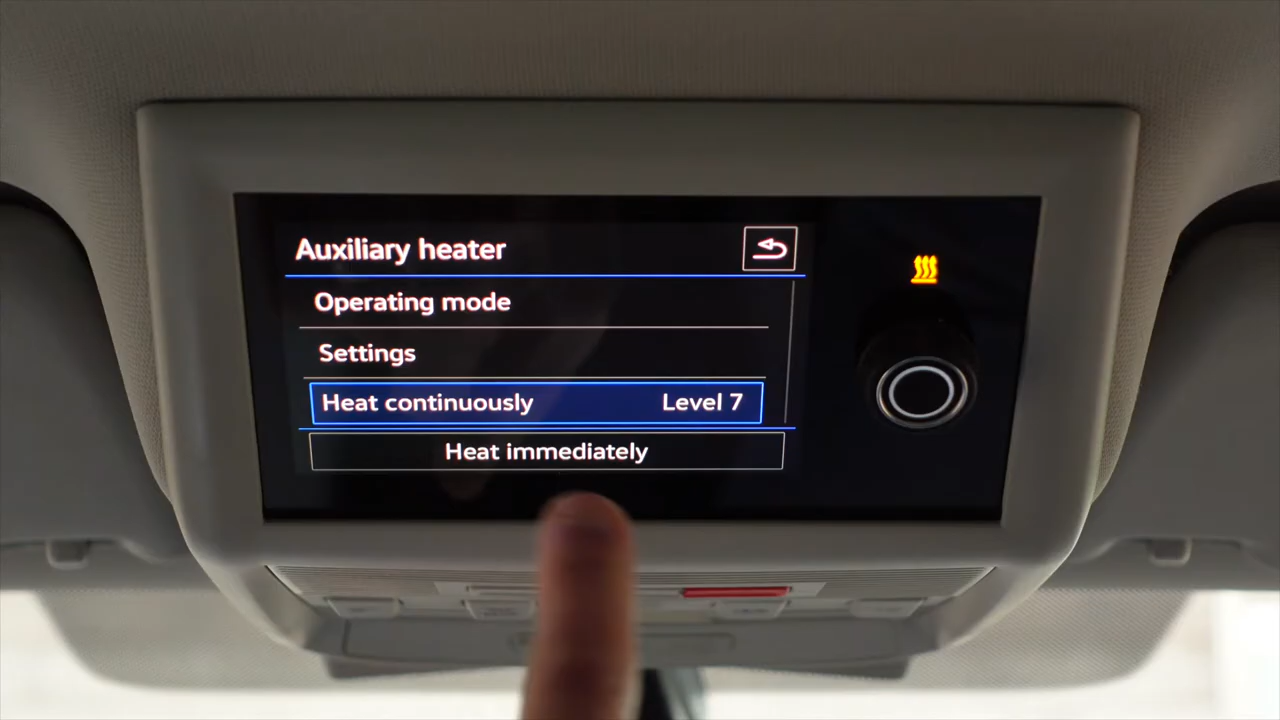 Auxiliary heater
Operating mode
Settings
Heat continuously Level 7
Heat immediately